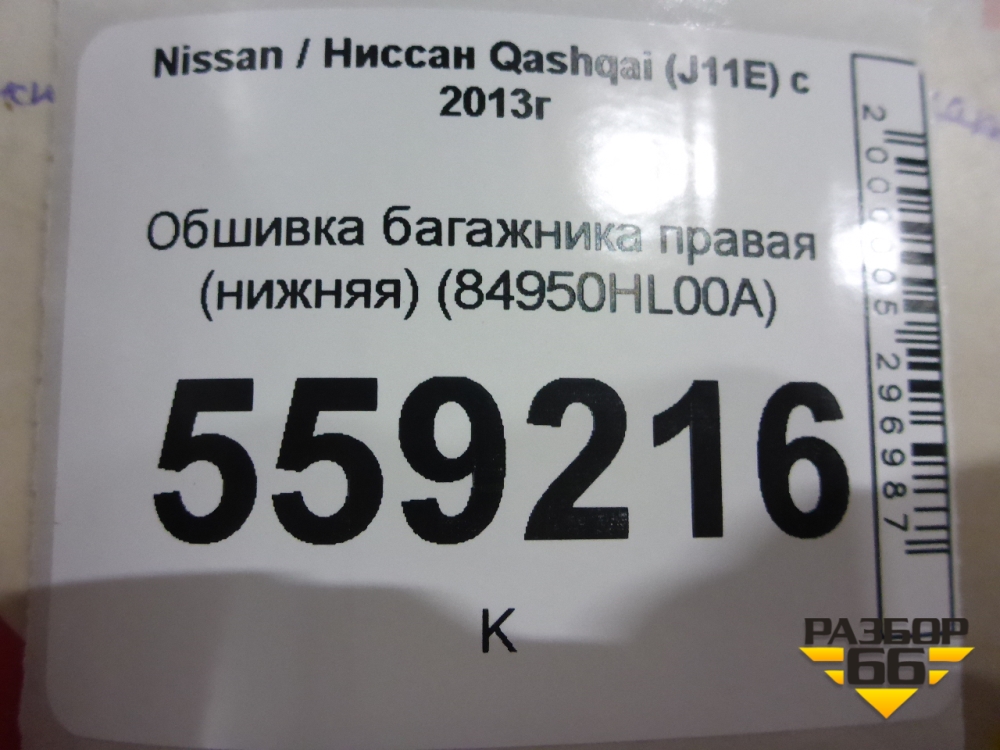 Nissan / Ниссан Qashqai (J11E) с
2013г
Обшивка багажника правая
(нижняя) (84950HL00A)
559216
К
2000005296987
РАЗБОР
66